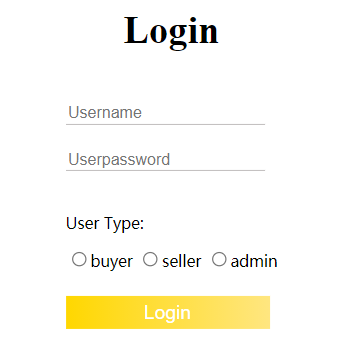 Login
Username
Userpassword
User Type:
buyer seller admin
Login